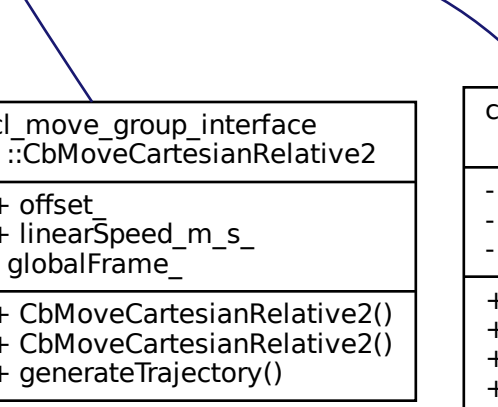 cl_move_group_interface
::CbMoveCartesianRelative2
+ offset_
+ linearSpeed_m_s_
globalFrame_
+ CbMoveCartesianRelative2()
+ CbMoveCartesianRelative2()
+ generateTrajectory()
c
-
-
-
+
+
+
+